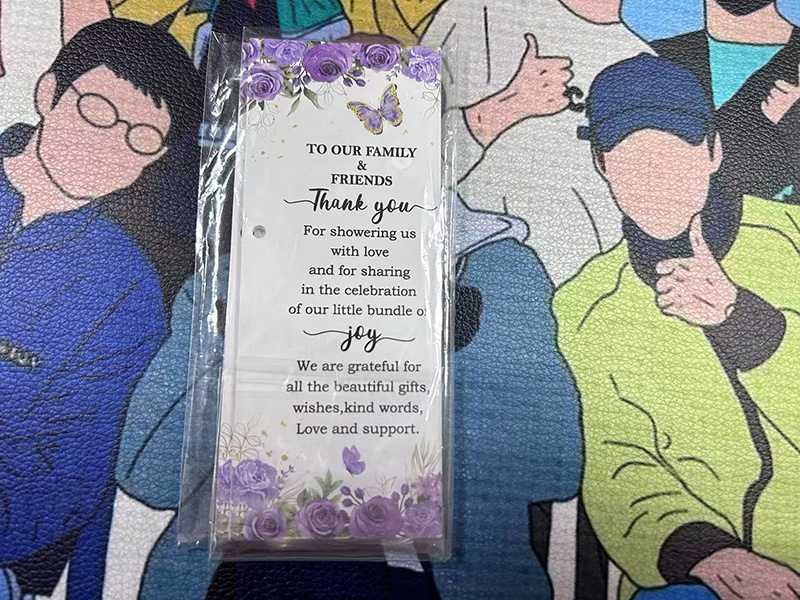 TO OUR FAMILY
&
FRIENDS
Thank you
For showering us
with love
and for sharing
in the celebration
of our little bundle of
joy
We are grateful for
all the beautiful gifts,
wishes,kind words,
Love and support.